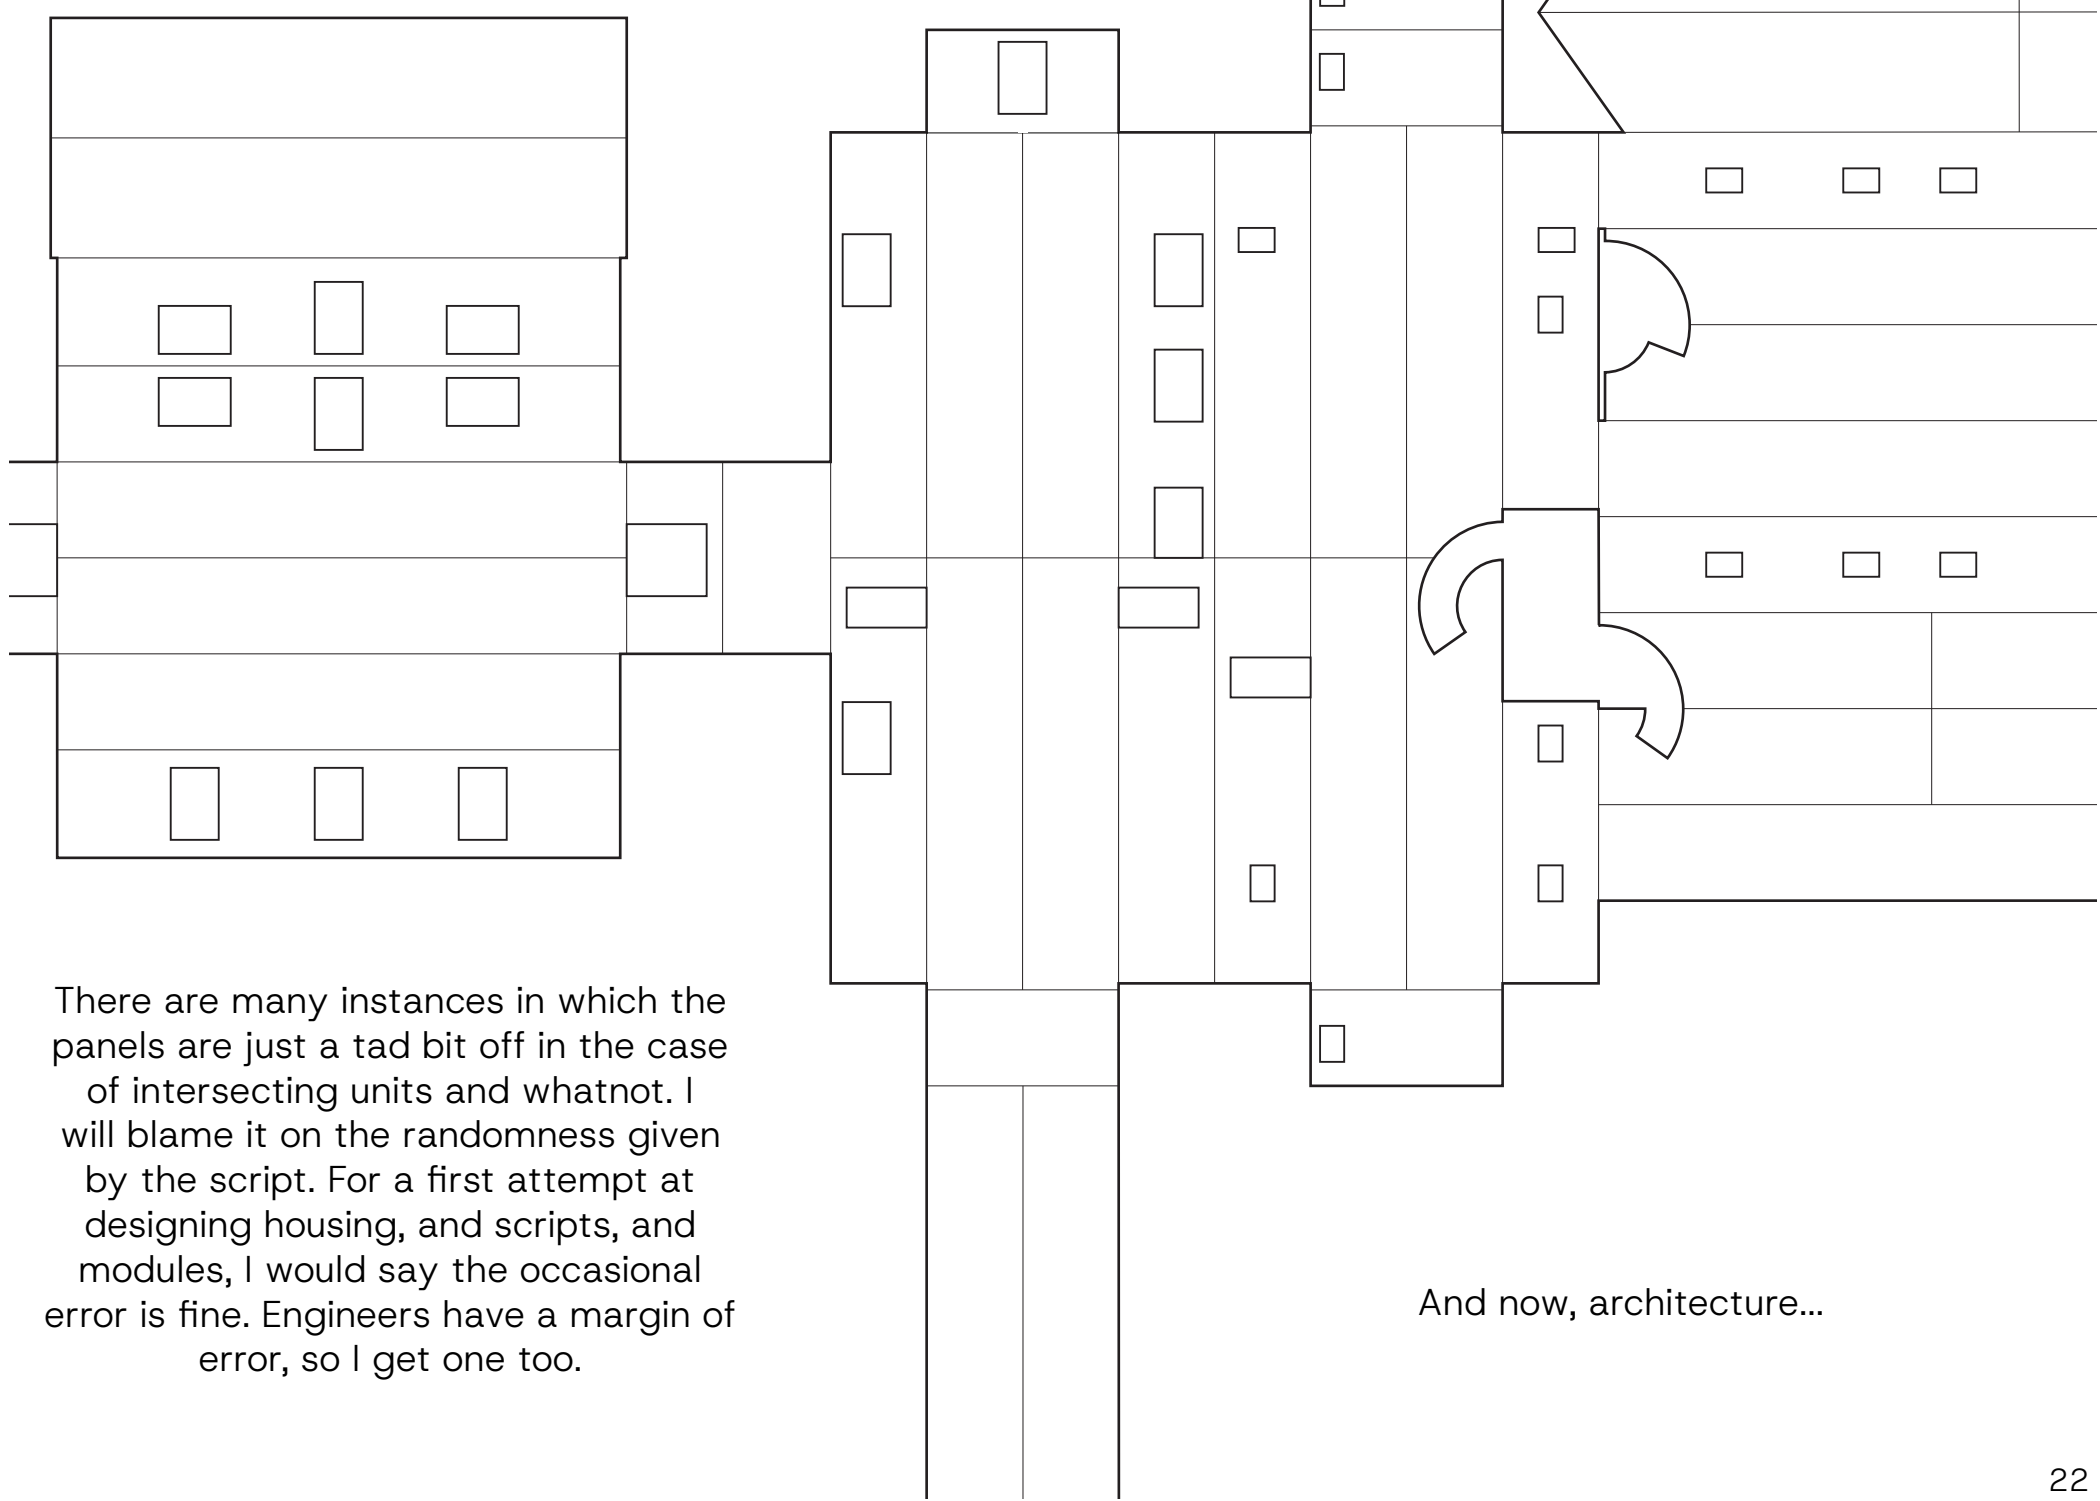 There are many instances in which the
panels are just a tad bit off in the case
of intersecting units and whatnot. I
will blame it on the randomness given
by the script. For a first attempt at
designing housing, and scripts, and
modules, I would say the occasional
error is fine. Engineers have a margin of
error, so I get one too.
And now, architecture...
22